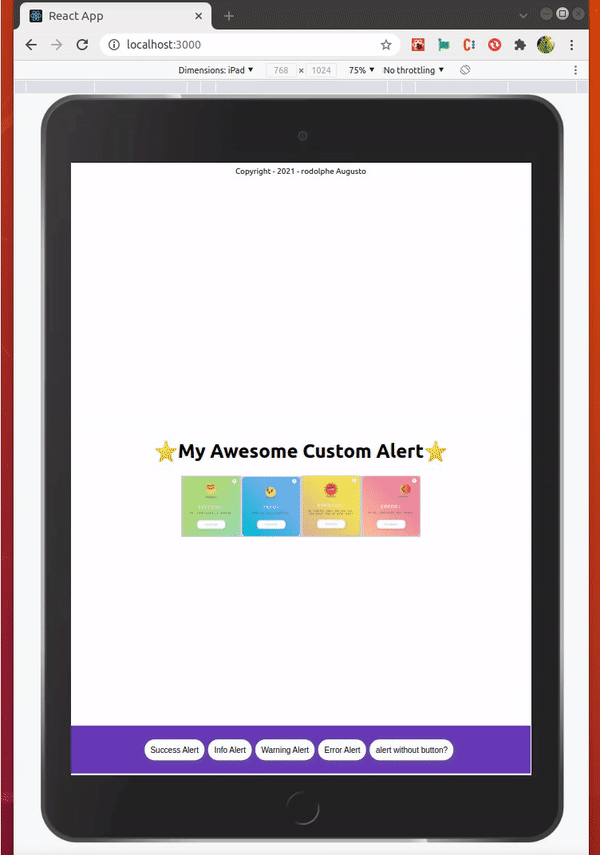 React App
localhost:3000
Dimensions: iPad 768 × 1024 75% No throttling
Copyright - 2021 - rodolphe Augusto
My Awesome Custom Alert
Success Alert Info Alert Warning Alert Error Alert alert without button?